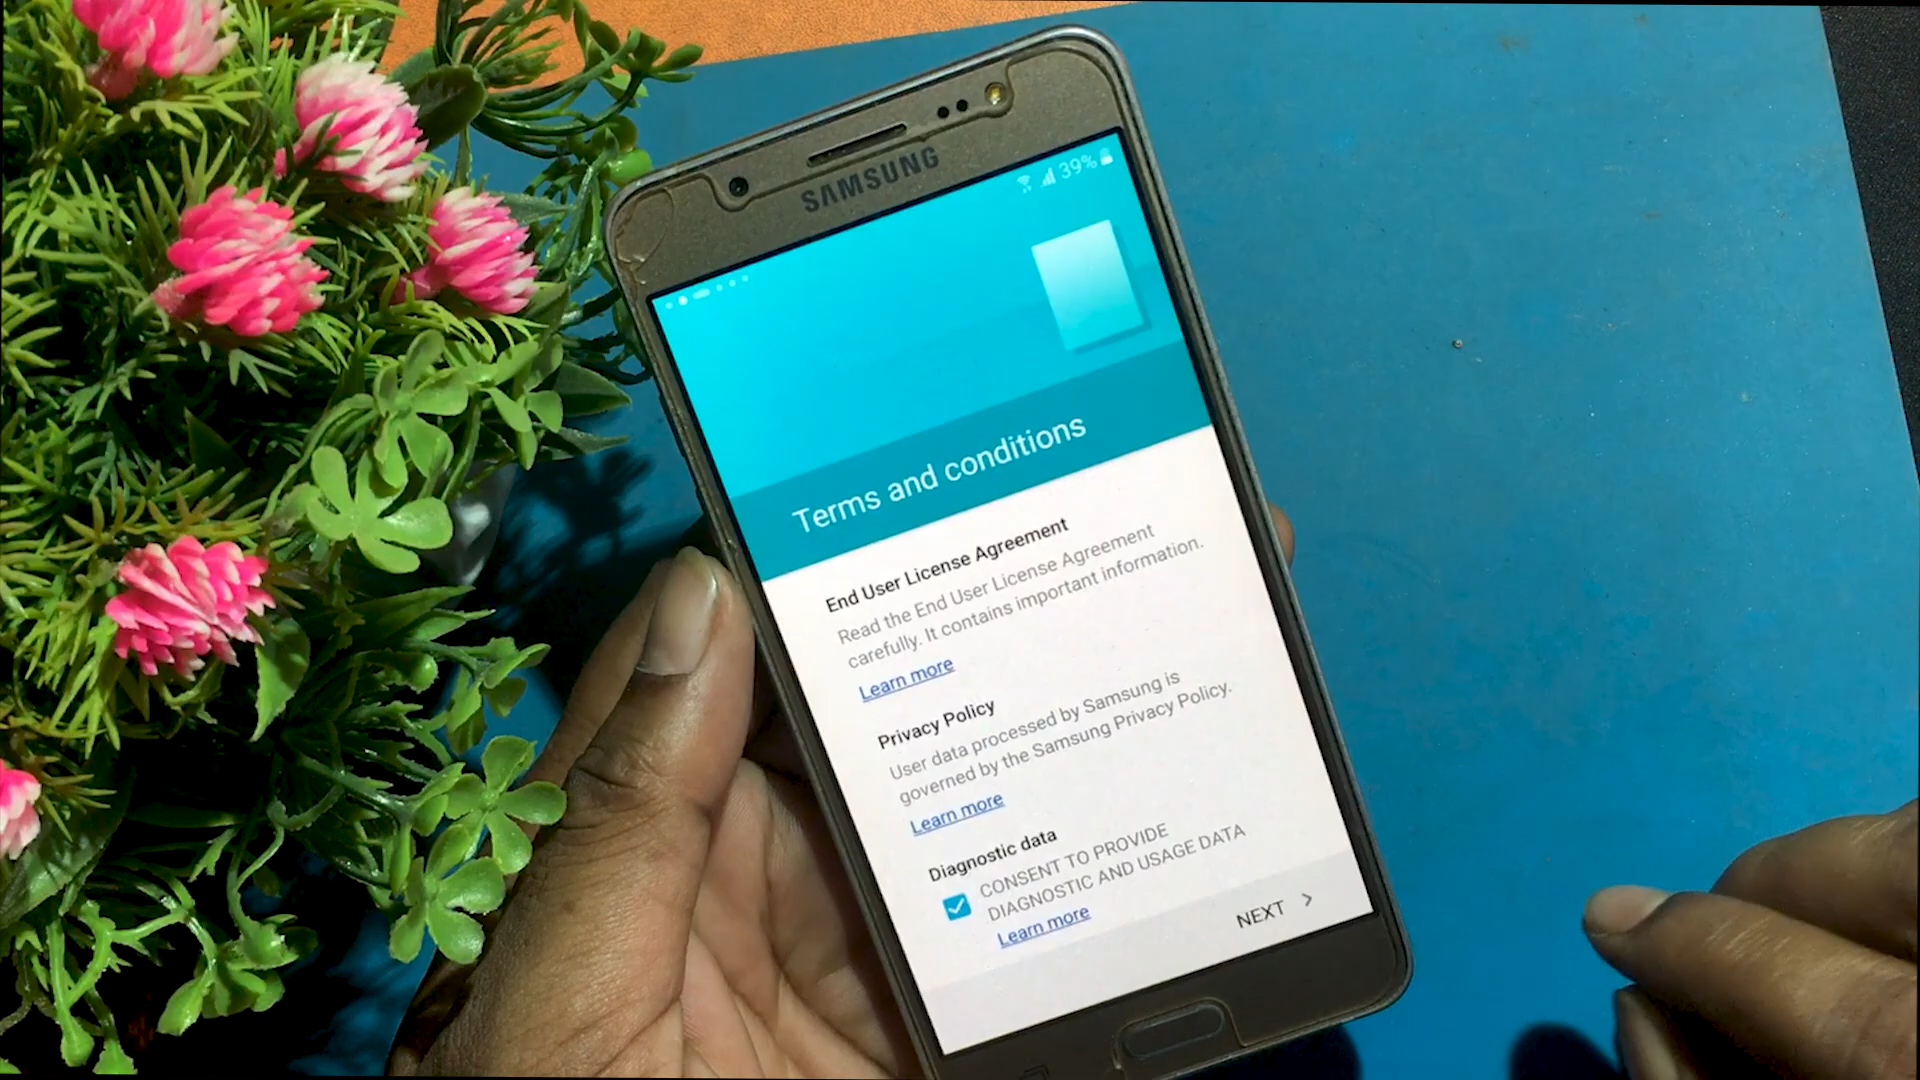 SAMSUNG
39%
Terms and conditions
End User License Agreement
Read the End User License Agreement
carefully. It contains important information.
Learn more
Privacy Policy
User data processed by Samsung is
governed by the Samsung Privacy Policy.
Learn more
Diagnostic data
CONSENT TO PROVIDE
DIAGNOSTIC AND USAGE DATA
Learn more
NEXT